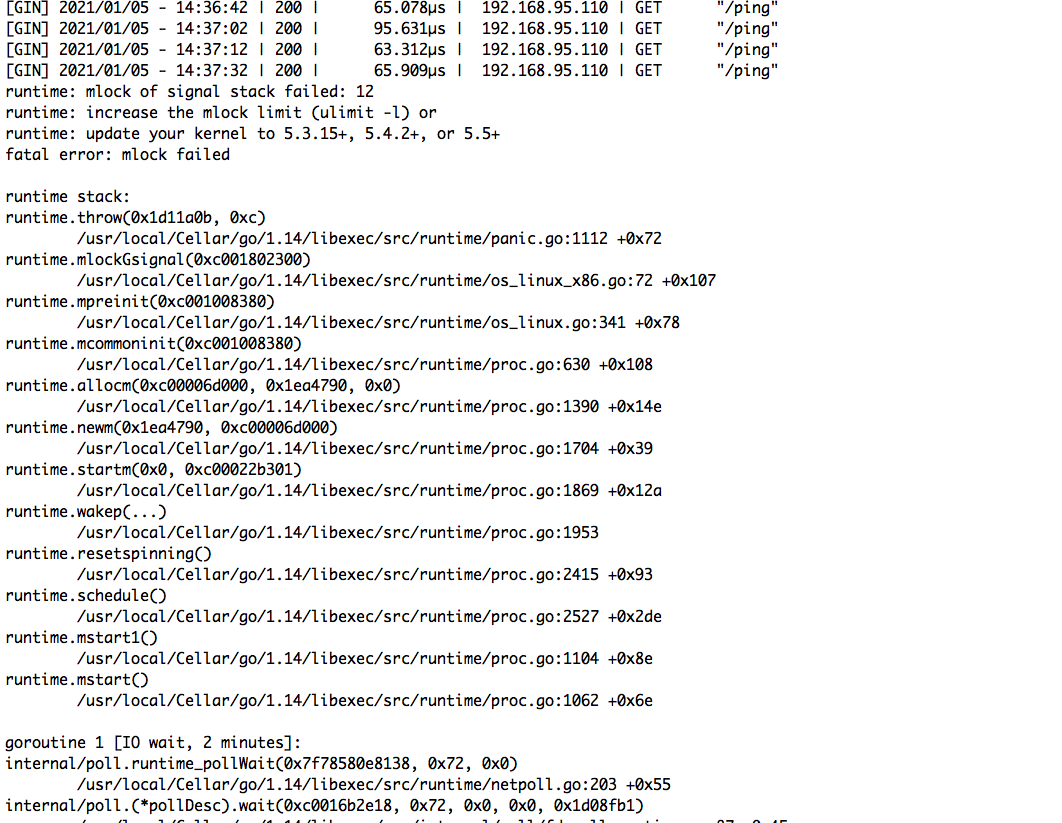 [GIN] 2021/01/05 - 14:36:42 | 200 |      65.078µs |  192.168.95.110 | GET      "/ping"
[GIN] 2021/01/05 - 14:37:02 | 200 |      95.631µs |  192.168.95.110 | GET      "/ping"
[GIN] 2021/01/05 - 14:37:12 | 200 |      63.312µs |  192.168.95.110 | GET      "/ping"
[GIN] 2021/01/05 - 14:37:32 | 200 |      65.909µs |  192.168.95.110 | GET      "/ping"
runtime: mlock of signal stack failed: 12
runtime: increase the mlock limit (ulimit -l) or
runtime: update your kernel to 5.3.15+, 5.4.2+, or 5.5+
fatal error: mlock failed

runtime stack:
runtime.throw(0x1d11a0b, 0xc)
        /usr/local/Cellar/go/1.14/libexec/src/runtime/panic.go:1112 +0x72
runtime.mlockGsignal(0xc001802300)
        /usr/local/Cellar/go/1.14/libexec/src/runtime/os_linux_x86.go:72 +0x107
runtime.mpreinit(0xc001008380)
        /usr/local/Cellar/go/1.14/libexec/src/runtime/os_linux.go:341 +0x78
runtime.mcommoninit(0xc001008380)
        /usr/local/Cellar/go/1.14/libexec/src/runtime/proc.go:630 +0x108
runtime.allocm(0xc00006d000, 0x1ea4790, 0x0)
        /usr/local/Cellar/go/1.14/libexec/src/runtime/proc.go:1390 +0x14e
runtime.newm(0x1ea4790, 0xc00006d000)
        /usr/local/Cellar/go/1.14/libexec/src/runtime/proc.go:1704 +0x39
runtime.startm(0x0, 0xc00022b301)
        /usr/local/Cellar/go/1.14/libexec/src/runtime/proc.go:1869 +0x12a
runtime.wakep(...)
        /usr/local/Cellar/go/1.14/libexec/src/runtime/proc.go:1953
runtime.resetspinning()
        /usr/local/Cellar/go/1.14/libexec/src/runtime/proc.go:2415 +0x93
runtime.schedule()
        /usr/local/Cellar/go/1.14/libexec/src/runtime/proc.go:2527 +0x2de
runtime.mstart1()
        /usr/local/Cellar/go/1.14/libexec/src/runtime/proc.go:1104 +0x8e
runtime.mstart()
        /usr/local/Cellar/go/1.14/libexec/src/runtime/proc.go:1062 +0x6e

goroutine 1 [IO wait, 2 minutes]:
internal/poll.runtime_pollWait(0x7f78580e8138, 0x72, 0x0)
        /usr/local/Cellar/go/1.14/libexec/src/runtime/netpoll.go:203 +0x55
internal/poll.(*pollDesc).wait(0xc0016b2e18, 0x72, 0x0, 0x0, 0x1d08fb1)